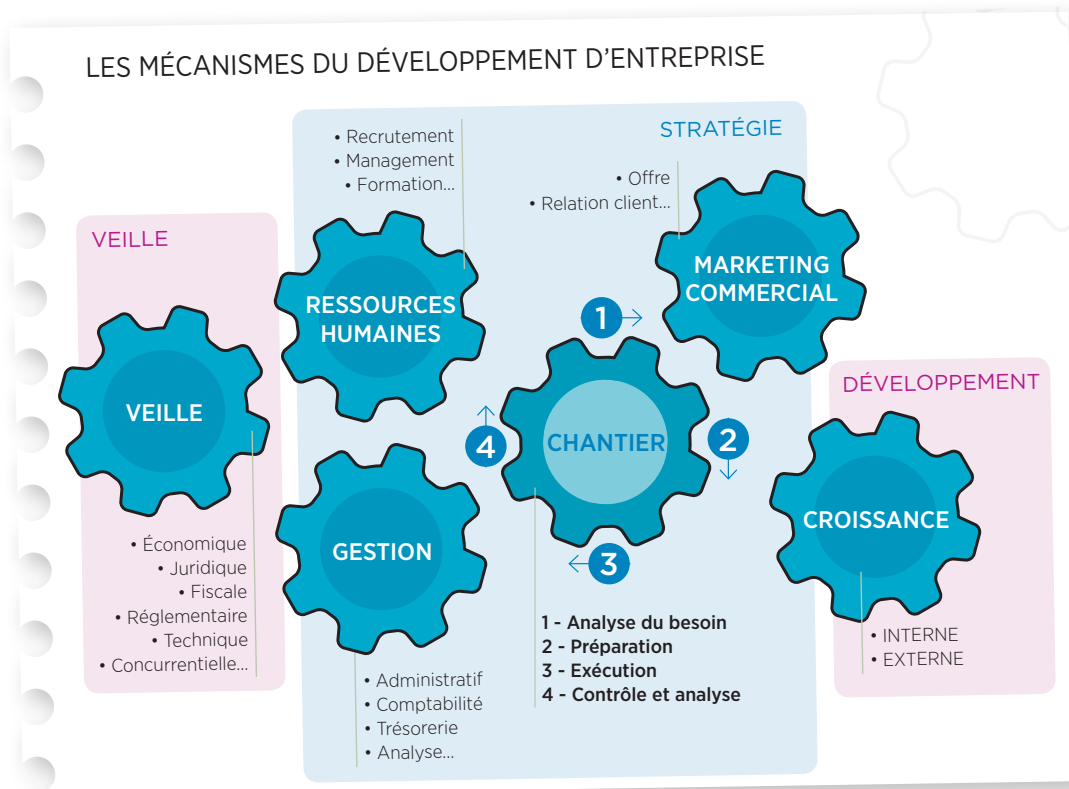 LES MÉCANISMES DU DÉVELOPPEMENT D'ENTREPRISE
VEILLE
VEILLE
• Économique
• Juridique
• Fiscale
• Réglementaire
• Technique
• Concurrentielle...
STRATÉGIE
• Recrutement
• Management
• Formation...
RESSOURCES
HUMAINES
• Offre
• Relation client...
MARKETING
COMMERCIAL
GESTION
• Administratif
• Comptabilité
• Trésorerie
• Analyse...
1
2
3
4
CHANTIER
1 - Analyse du besoin
2 - Préparation
3 - Exécution
4 - Contrôle et analyse
DÉVELOPPEMENT
CROISSANCE
• INTERNE
• EXTERNE